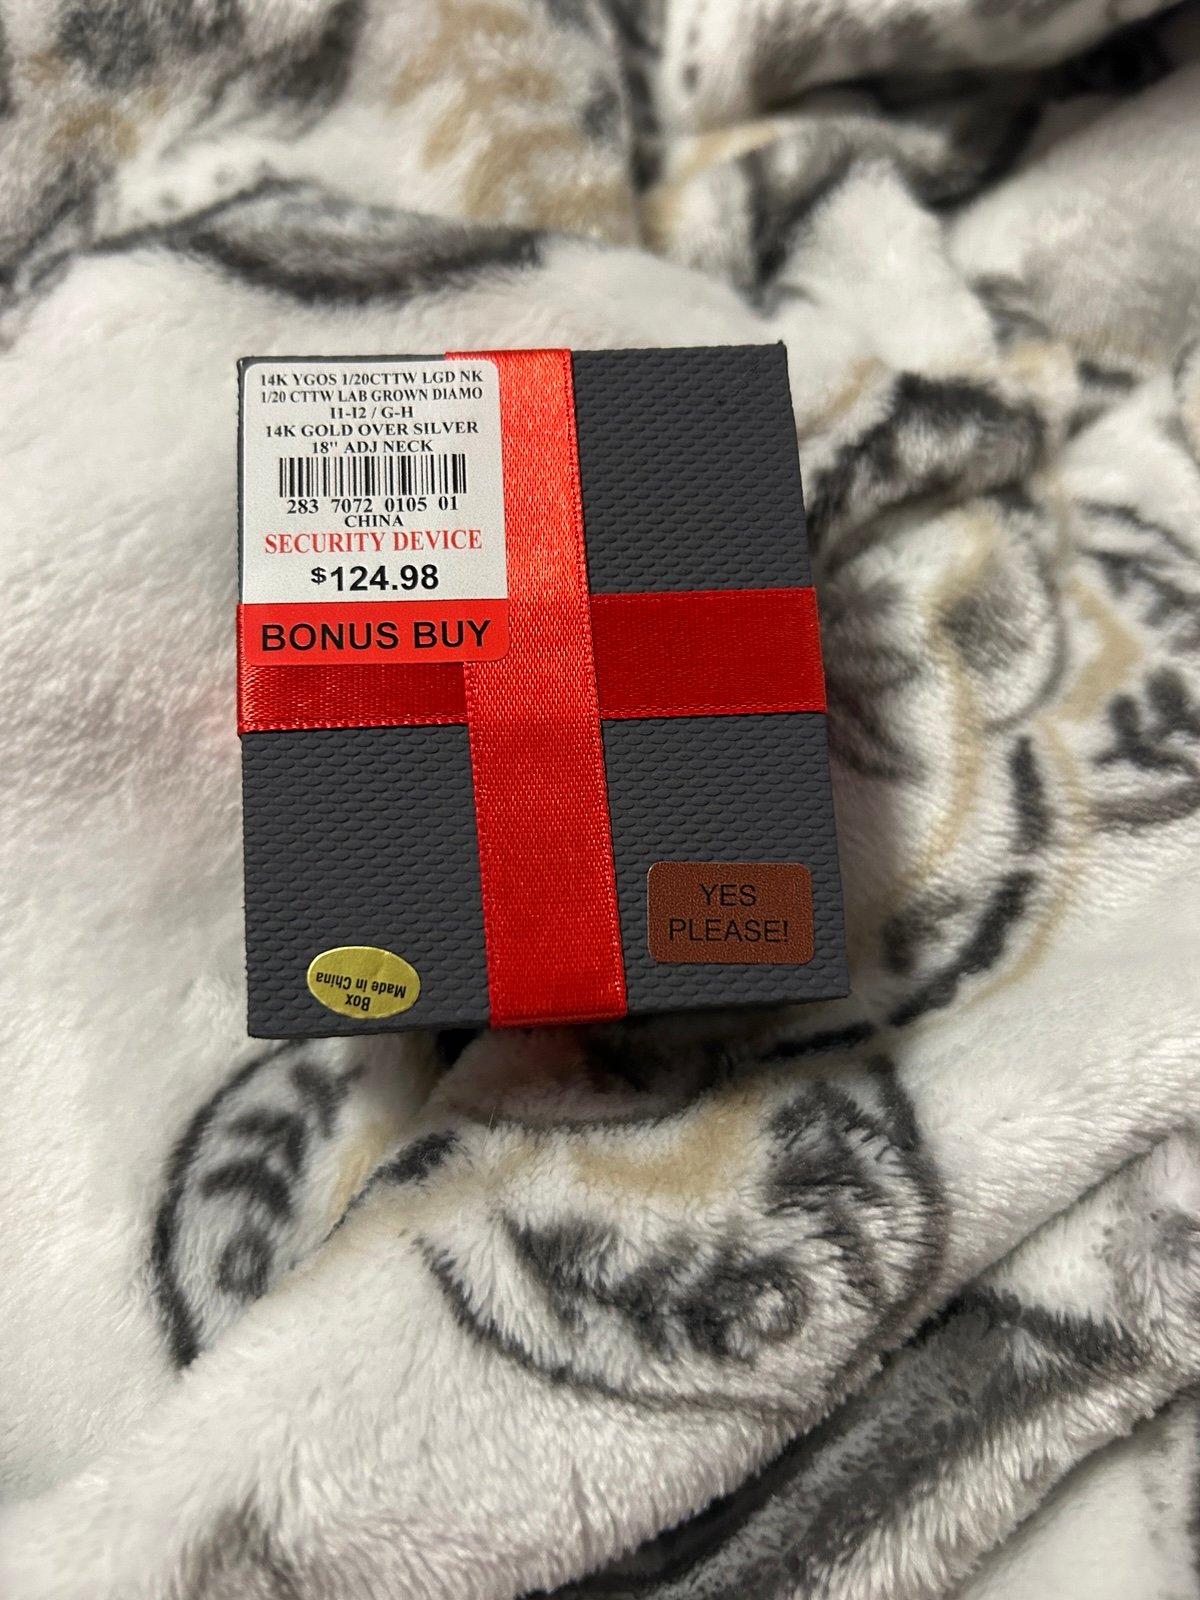 14K YGOS 1/20CTTW LGD NK
1/20 CTTW LAB GROWN DIAMO
I1-I2 / G-H
14K GOLD OVER SILVER
18" ADJ NECK
283 7072 0105 01
CHINA
SECURITY DEVICE
$124.98
BONUS BUY
YES
PLEASE!
Box
Made in China